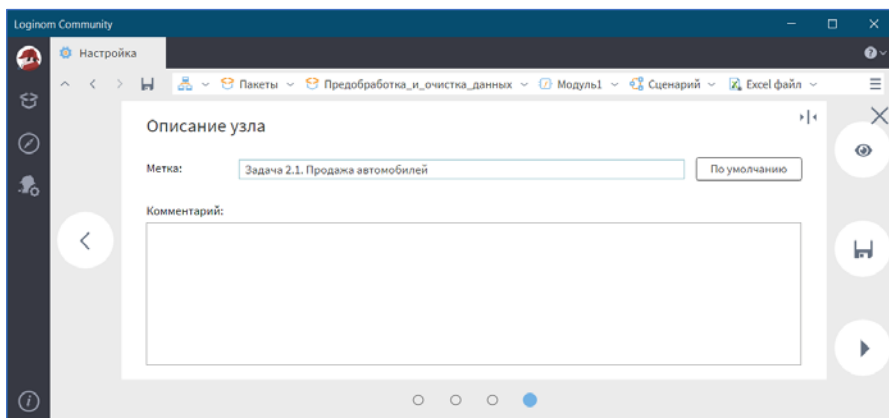 Loginom Community
Настройка
Пакеты Предобработка_и_очистка_данных Модуль1 Сценарий Excel файл
Описание узла
Метка: Задача 2.1. Продажа автомобилей По умолчанию
Комментарий: